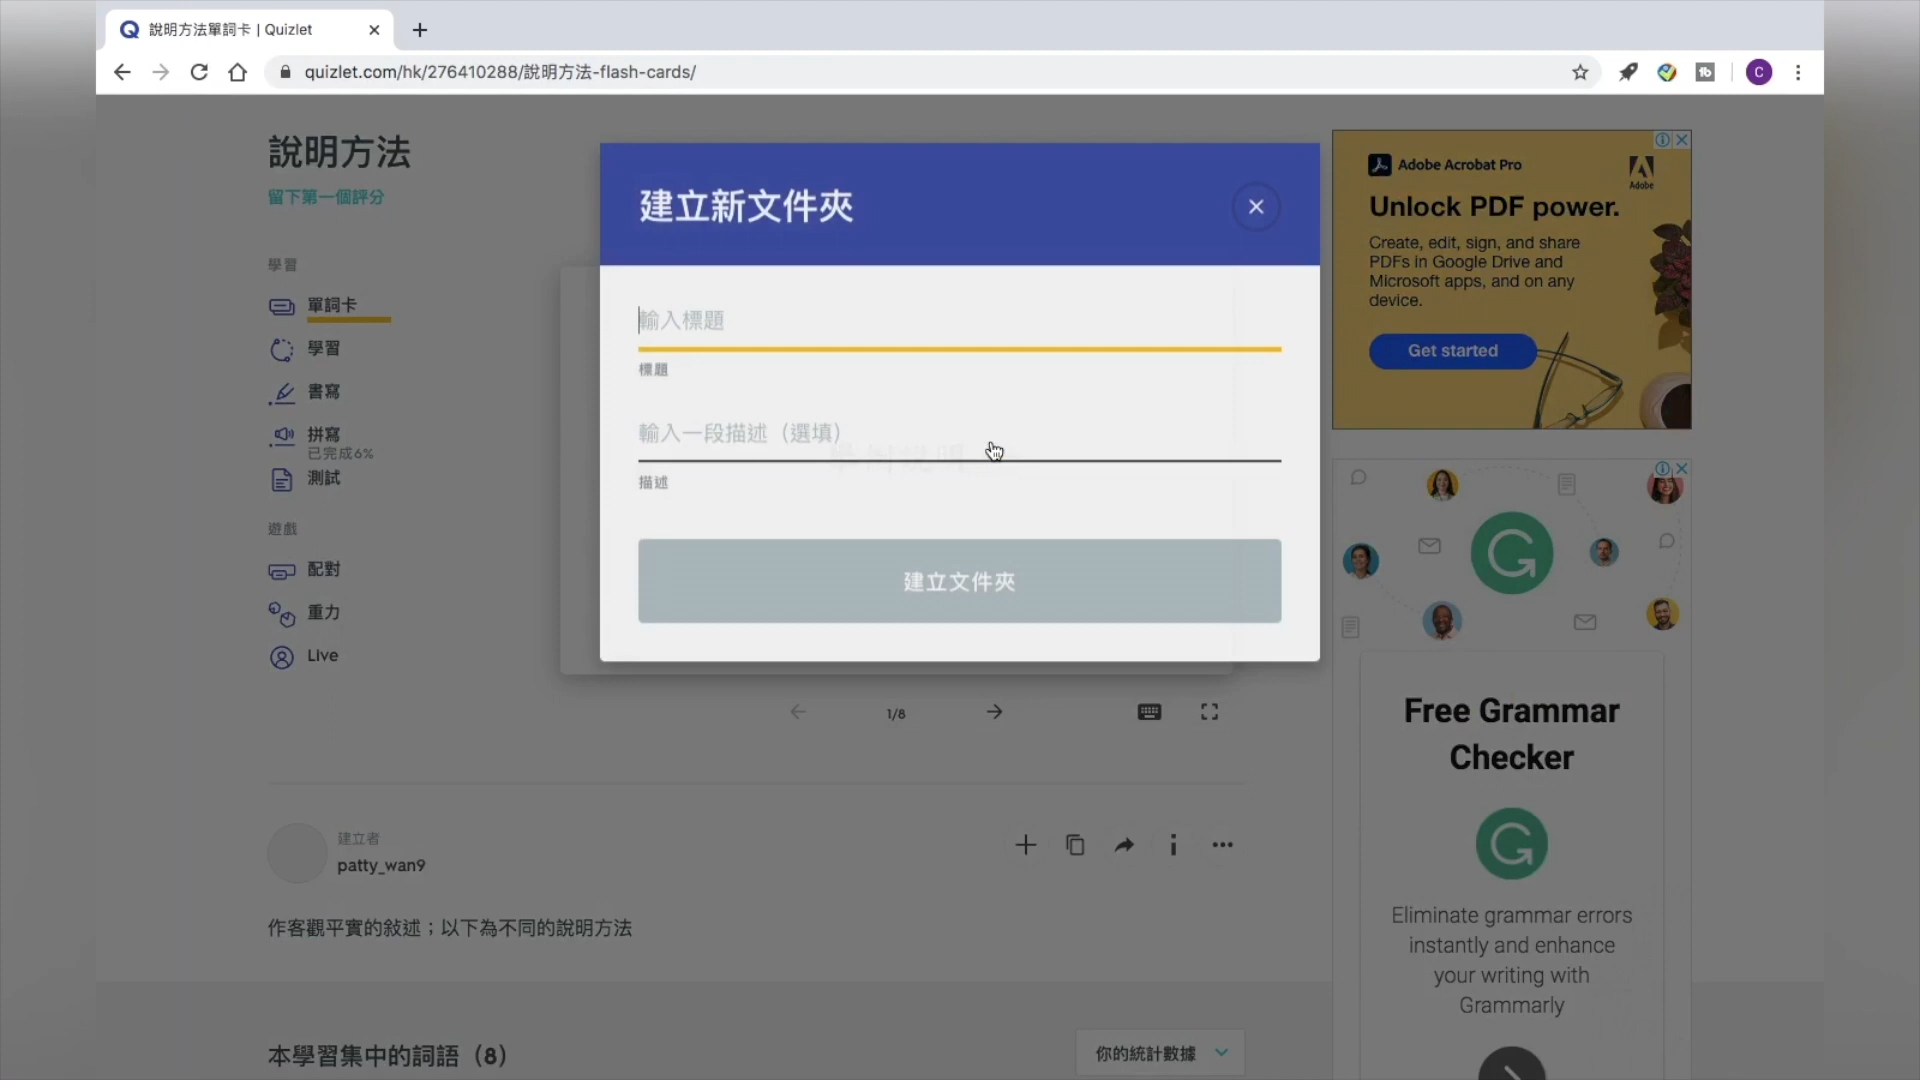 說明方法單詞卡 | Quizlet
quizlet.com/hk/276410288/說明方法-flash-cards/
C
說明方法
留下第一個評分
學習
單詞卡
學習
書寫
拼寫
已完成6%
測試
遊戲
配對
重力
Live
建立新文件夾
輸入標題
標題
輸入一段描述（選填）
描述
建立文件夾
1/8
建立者
patty_wan9
作客觀平實的敍述；以下為不同的說明方法
本學習集中的詞語（8）
你的統計數據
Adobe Acrobat Pro
Adobe
Unlock PDF power.
Create, edit, sign, and share
PDFs in Google Drive and
Microsoft apps, and on any
device.
Get started
Free Grammar
Checker
Eliminate grammar errors
instantly and enhance
your writing with
Grammarly